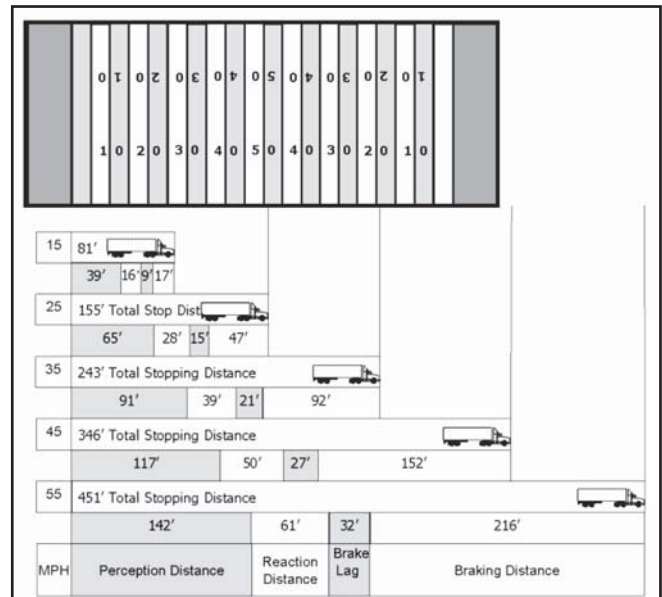 1 0 2 0 3 0 4 0 5 0 4 0 3 0 2 0 1 0
1 0 2 0 3 0 4 0 5 0 4 0 3 0 2 0 1 0
15 81′
39′ 16′ 9′ 17′
25 155′ Total Stop Dist
65′ 28′ 15′ 47′
35 243′ Total Stopping Distance
91′ 39′ 21′ 92′
45 346′ Total Stopping Distance
117′ 50′ 27′ 152′
55 451′ Total Stopping Distance
142′ 61′ 32′ 216′
MPH Perception Distance Reaction Distance Brake Lag Braking Distance